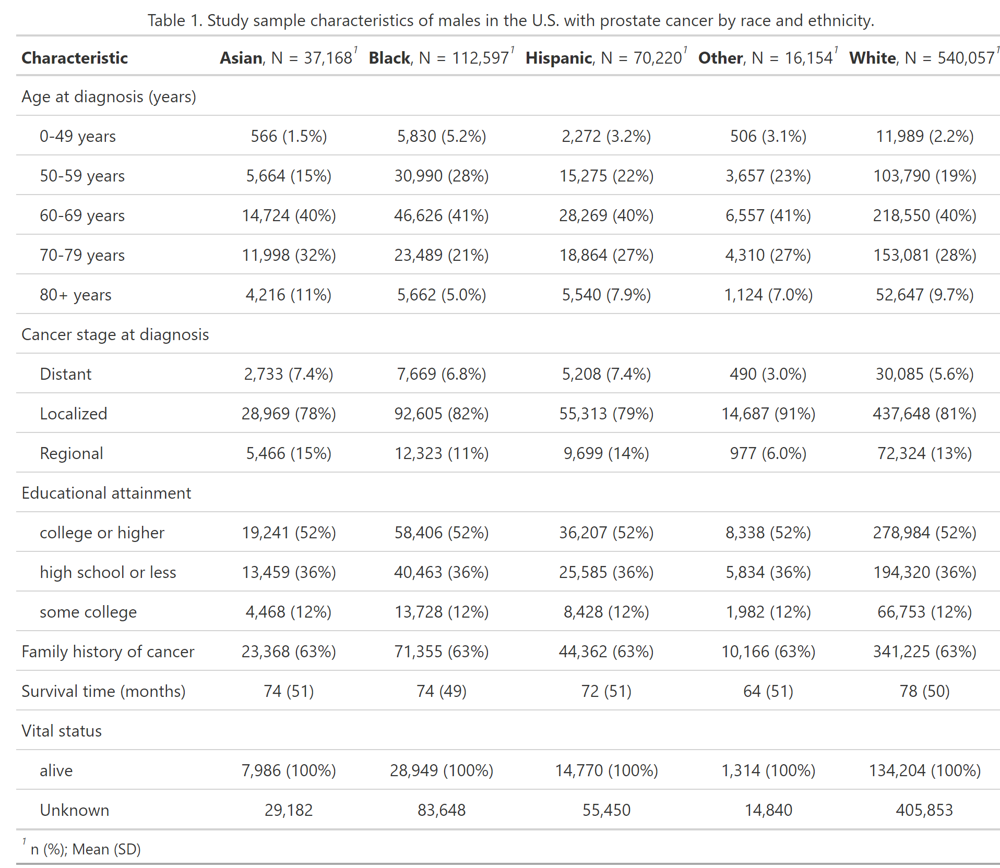 Table 1. Study sample characteristics of males in the U.S. with prostate cancer by race and ethnicity.
Characteristic Asian, N = 37,168¹ Black, N = 112,597¹ Hispanic, N = 70,220¹ Other, N = 16,154¹ White, N = 540,057¹
Age at diagnosis (years)
0-49 years 566 (1.5%) 5,830 (5.2%) 2,272 (3.2%) 506 (3.1%) 11,989 (2.2%)
50-59 years 5,664 (15%) 30,990 (28%) 15,275 (22%) 3,657 (23%) 103,790 (19%)
60-69 years 14,724 (40%) 46,626 (41%) 28,269 (40%) 6,557 (41%) 218,550 (40%)
70-79 years 11,998 (32%) 23,489 (21%) 18,864 (27%) 4,310 (27%) 153,081 (28%)
80+ years 4,216 (11%) 5,662 (5.0%) 5,540 (7.9%) 1,124 (7.0%) 52,647 (9.7%)
Cancer stage at diagnosis
Distant 2,733 (7.4%) 7,669 (6.8%) 5,208 (7.4%) 490 (3.0%) 30,085 (5.6%)
Localized 28,969 (78%) 92,605 (82%) 55,313 (79%) 14,687 (91%) 437,648 (81%)
Regional 5,466 (15%) 12,323 (11%) 9,699 (14%) 977 (6.0%) 72,324 (13%)
Educational attainment
college or higher 19,241 (52%) 58,406 (52%) 36,207 (52%) 8,338 (52%) 278,984 (52%)
high school or less 13,459 (36%) 40,463 (36%) 25,585 (36%) 5,834 (36%) 194,320 (36%)
some college 4,468 (12%) 13,728 (12%) 8,428 (12%) 1,982 (12%) 66,753 (12%)
Family history of cancer 23,368 (63%) 71,355 (63%) 44,362 (63%) 10,166 (63%) 341,225 (63%)
Survival time (months) 74 (51) 74 (49) 72 (51) 64 (51) 78 (50)
Vital status
alive 7,986 (100%) 28,949 (100%) 14,770 (100%) 1,314 (100%) 134,204 (100%)
Unknown 29,182 83,648 55,450 14,840 405,853
¹ n (%); Mean (SD)